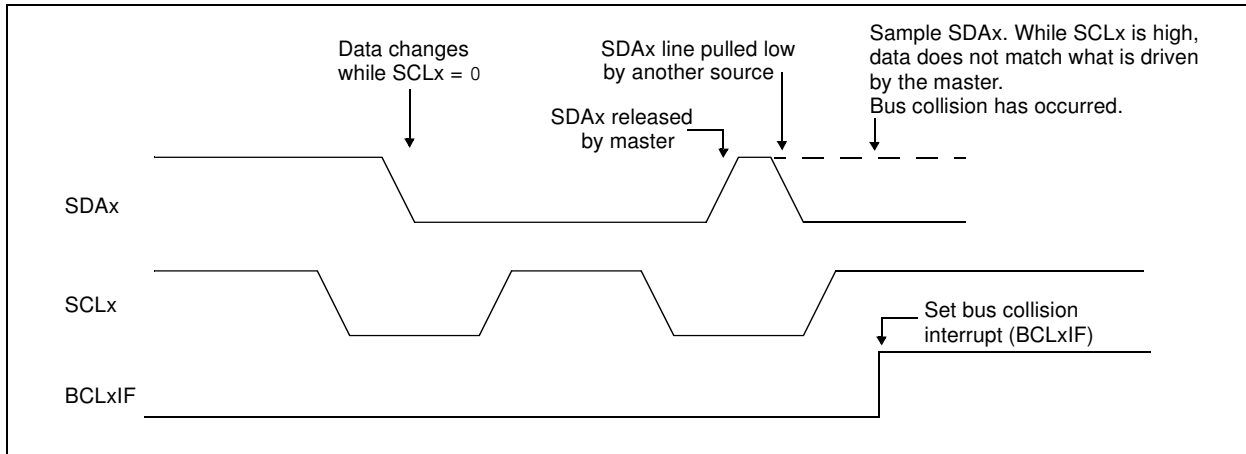 Data changes
while SCLx = 0
SDAx line pulled low
by another source
Sample SDAx. While SCLx is high,
data does not match what is driven
by the master.
Bus collision has occurred.
SDAx released
by master
SDAx
SCLx
Set bus collision
interrupt (BCLxIF)
BCLxIF